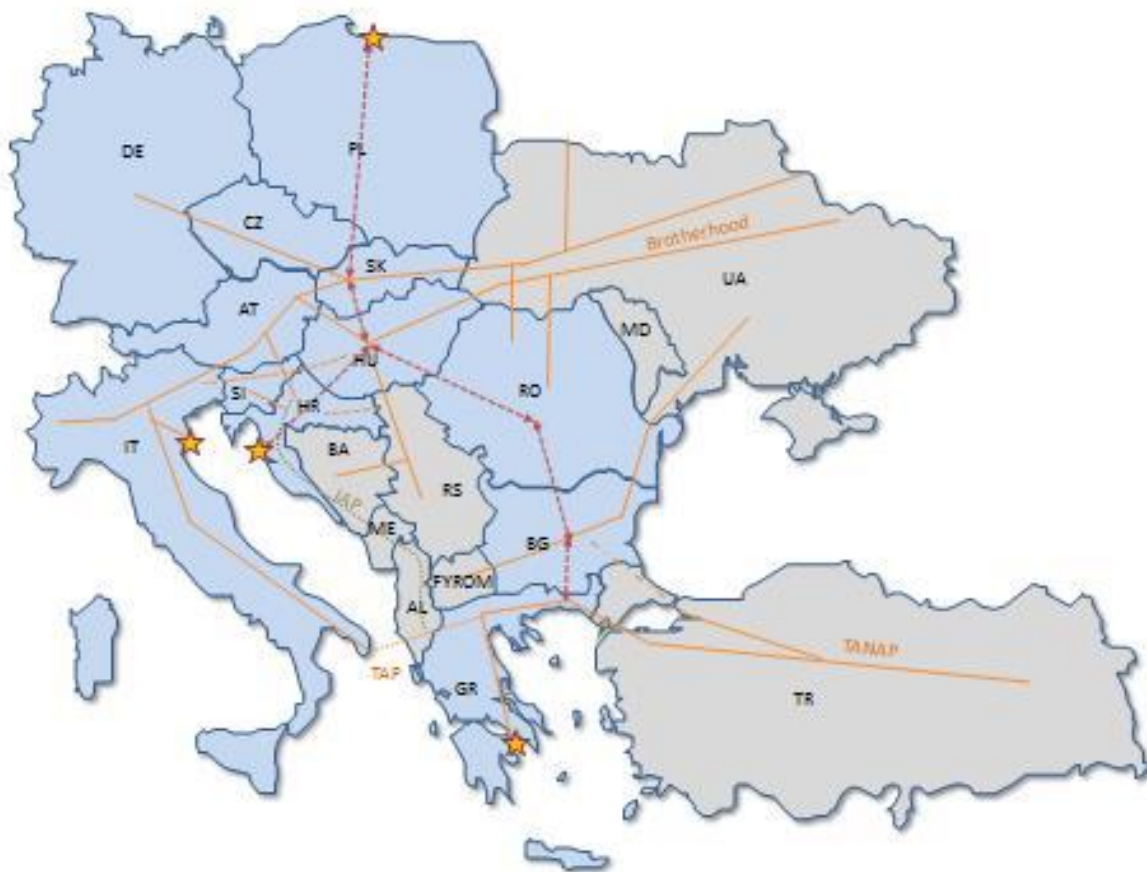 DE
PL
CZ
SK
Brotherhood
UA
AT
MD
HU
RO
SI
HR
IT
BA
RS
IAP
ME
BG
FYROM
AL
TAP
GR
TANAP
TR